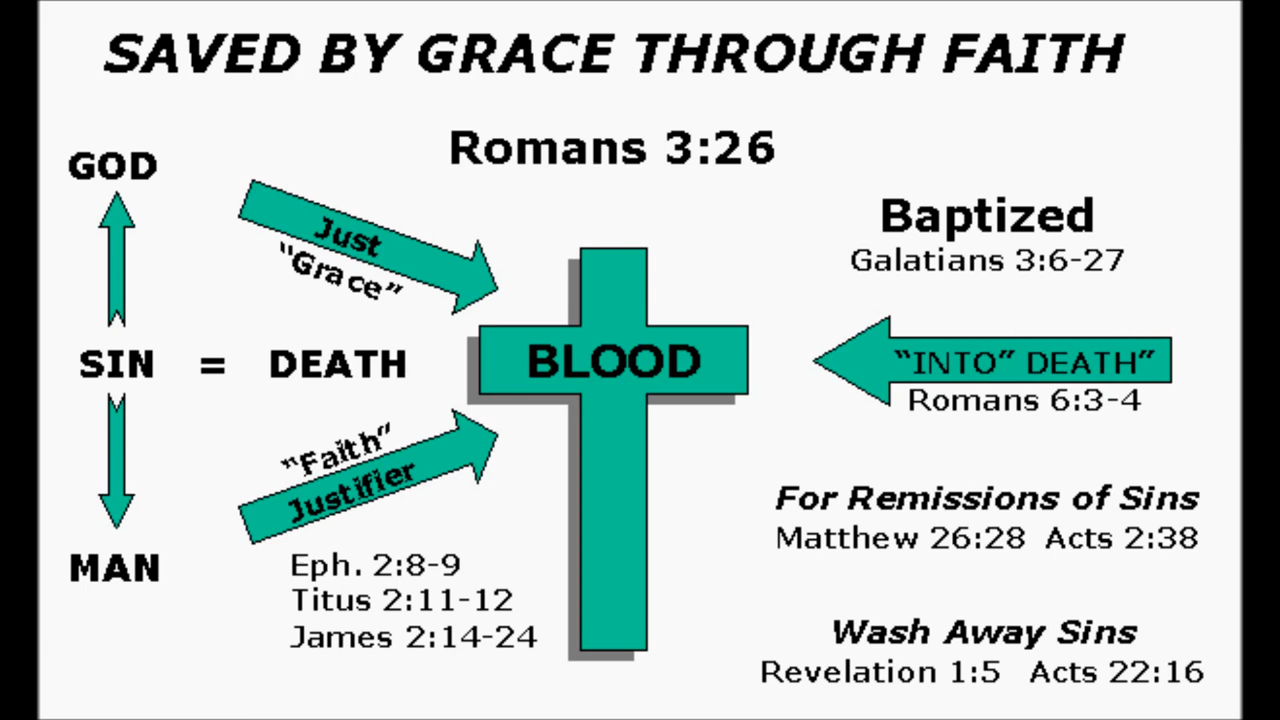 SAVED BY GRACE THROUGH FAITH
Romans 3:26
GOD
Just
“Grace”
SIN = DEATH
BLOOD
“Faith”
Justifier
MAN
Eph. 2:8-9
Titus 2:11-12
James 2:14-24
Baptized
Galatians 3:6-27
“INTO” DEATH”
Romans 6:3-4
For Remissions of Sins
Matthew 26:28 Acts 2:38
Wash Away Sins
Revelation 1:5 Acts 22:16